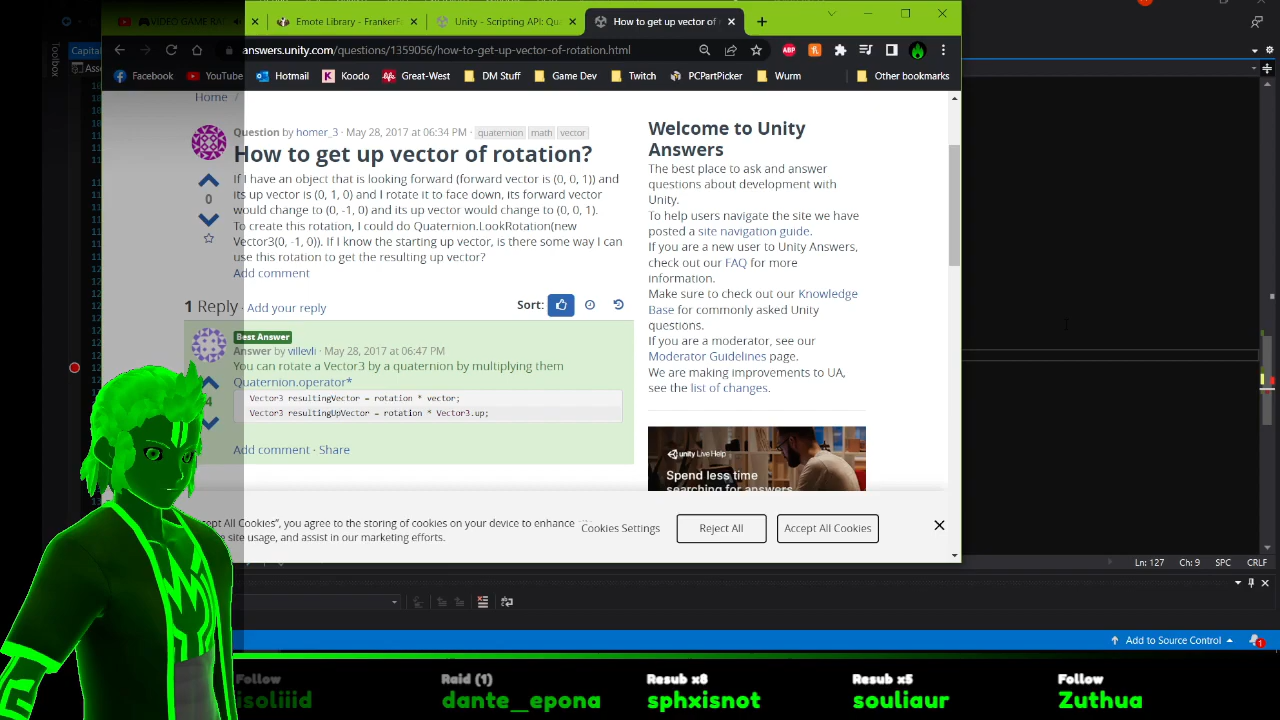 VIDEO GAME RA
Emote Library - FrankerF
Unity - Scripting API: Qu
How to get up vector of r
answers.unity.com/questions/1359056/how-to-get-up-vector-of-rotation.html
Facebook
YouTube
Hotmail
Koodo
Great-West
DM Stuff
Game Dev
Twitch
PCPartPicker
Wurm
Other bookmarks
Toolbox
Capital
Ass
Home /
Question by homer_3 · May 28, 2017 at 06:34 PM · quaternion math vector
How to get up vector of rotation?
0
If I have an object that is looking forward (forward vector is (0, 0, 1)) and
its up vector is (0, 1, 0) and I rotate it to face down, its forward vector
would change to (0, -1, 0) and its up vector would change to (0, 0, 1).
To create this rotation, I could do Quaternion.LookRotation(new
Vector3(0, -1, 0)). If I know the starting up vector, is there some way I can
use this rotation to get the resulting up vector?
Add comment
1 Reply · Add your reply
Sort:
Best Answer
Answer by villevli · May 28, 2017 at 06:47 PM
You can rotate a Vector3 by a quaternion by multiplying them
Quaternion.operator*
4
Vector3 resultingVector = rotation * vector;
Vector3 resultingUpVector = rotation * Vector3.up;
Add comment · Share
Welcome to Unity
Answers
The best place to ask and answer
questions about development with
Unity.
To help users navigate the site we have
posted a site navigation guide.
If you are a new user to Unity Answers,
check out our FAQ for more
information.
Make sure to check out our Knowledge
Base for commonly asked Unity
questions.
If you are a moderator, see our
Moderator Guidelines page.
We are making improvements to UA,
see the list of changes.
unity Live Help
Spend less time
searching for answers
ccept All Cookies", you agree to the storing of cookies on your device to enhance
site usage, and assist in our marketing efforts.
Cookies Settings
Reject All
Accept All Cookies
Ln: 127 Ch: 9 SPC CRLF
Add to Source Control
1
Follow
isoliiid
Raid (1)
dante_epona
Resub x8
sphxisnot
Resub x5
souliaur
Follow
Zuthua